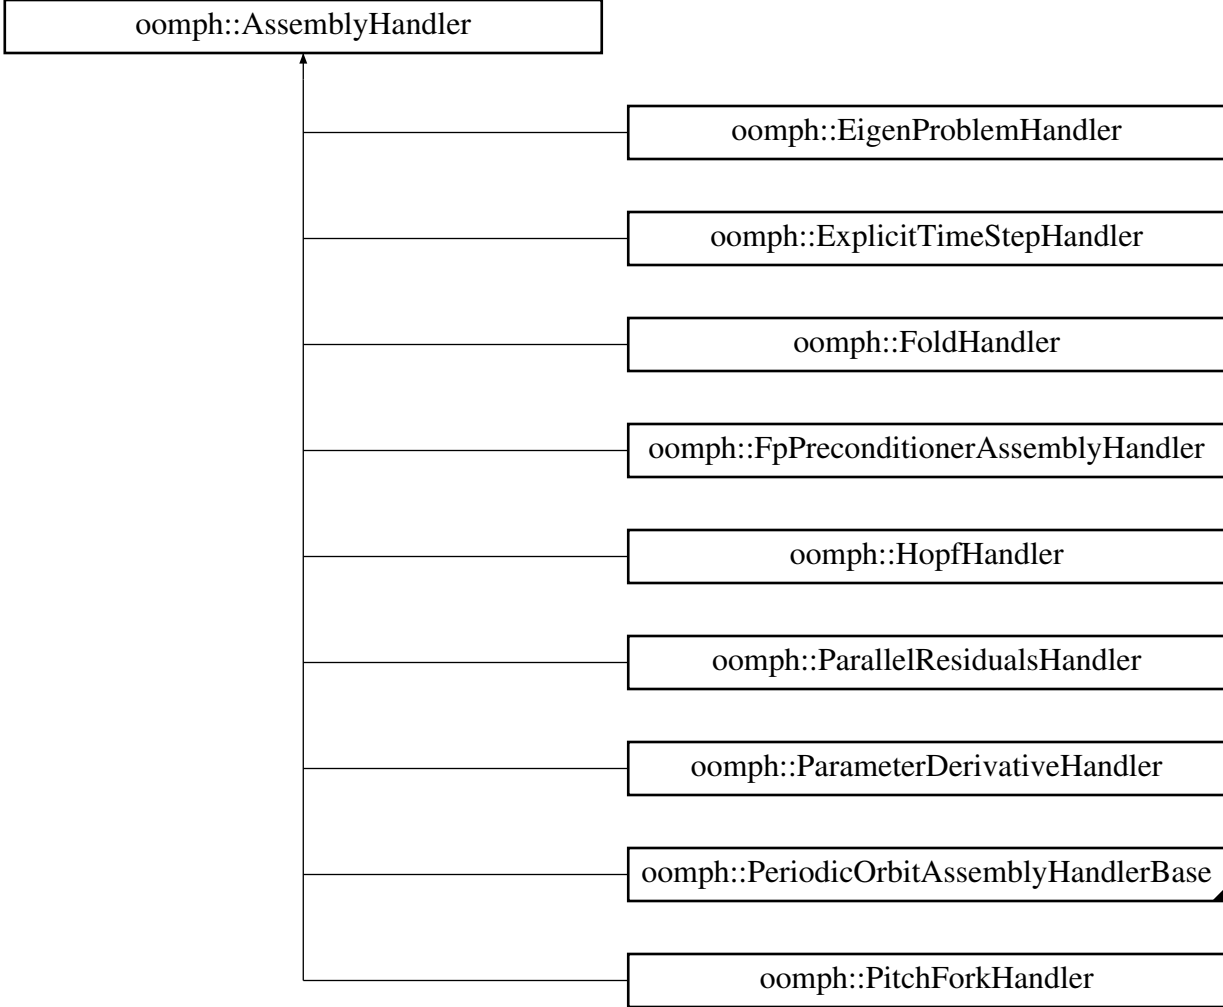 oomph::AssemblyHandler
oomph::EigenProblemHandler
oomph::ExplicitTimeStepHandler
oomph::FoldHandler
oomph::FpPreconditionerAssemblyHandler
oomph::HopfHandler
oomph::ParallelResidualsHandler
oomph::ParameterDerivativeHandler
oomph::PeriodicOrbitAssemblyHandlerBase
oomph::PitchForkHandler